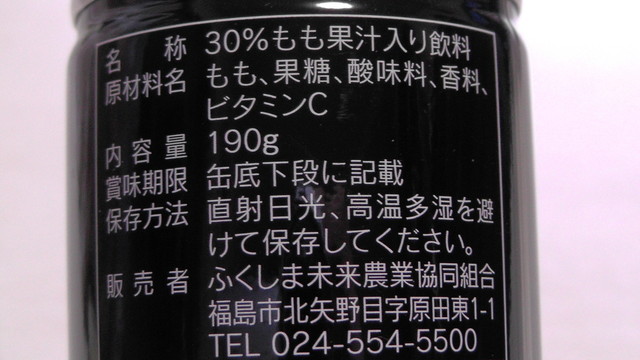 名称 30%もも果汁入り飲料
原材料名 もも、果糖、酸味料、香料、
ビタミンC
内容量 190g
賞味期限 缶底下段に記載
保存方法 直射日光、高温多湿を避
けて保存してください。
販売者 ふくしま未来農業協同組合
福島市北矢野目字原田東1-1
TEL 024-554-5500